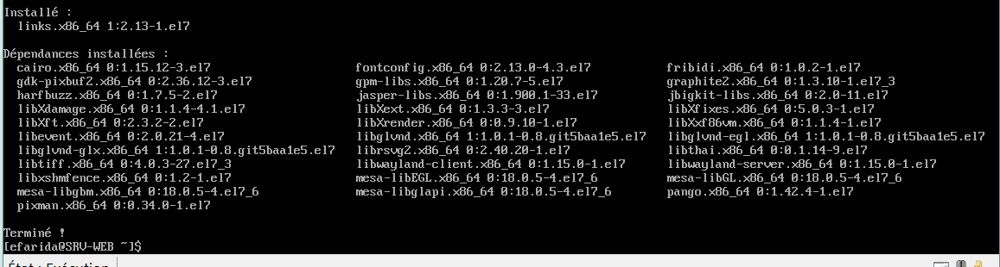 Installé :
links.x86_64 1:2.13-1.el7
Dépendances installées :
cairo.x86_64 0:1.15.12-3.el7 fontconfig.x86_64 0:2.13.0-4.3.el7 fribidi.x86_64 0:1.0.2-1.el7
gdk-pixbuf2.x86_64 0:2.36.12-3.el7 gpm-libs.x86_64 0:1.20.7-5.el7 graphite2.x86_64 0:1.3.10-1.el7_3
harfbuzz.x86_64 0:1.7.5-2.el7 jasper-libs.x86_64 0:1.900.1-33.el7 jbigkit-libs.x86_64 0:2.0-11.el7
libXdamage.x86_64 0:1.1.4-4.1.el7 libXext.x86_64 0:1.3.3-3.el7 libXfixes.x86_64 0:5.0.3-1.el7
libXft.x86_64 0:2.3.2-2.el7 libXrender.x86_64 0:0.9.10-1.el7 libXxf86vm.x86_64 0:1.1.4-1.el7
libevent.x86_64 0:2.0.21-4.el7 libglvnd.x86_64 1:1.0.1-0.8.git5baa1e5.el7 libglvnd-egl.x86_64 1:1.0.1-0.8.git5baa1e5.el7
libglvnd-glx.x86_64 1:1.0.1-0.8.git5baa1e5.el7 librsvg2.x86_64 0:2.40.20-1.el7 libthai.x86_64 0:0.1.14-9.el7
libtiff.x86_64 0:4.0.3-27.el7_3 libwayland-client.x86_64 0:1.15.0-1.el7 libwayland-server.x86_64 0:1.15.0-1.el7
libxshmfence.x86_64 0:1.2-1.el7 mesa-libEGL.x86_64 0:18.0.5-4.el7_6 mesa-libGL.x86_64 0:18.0.5-4.el7_6
mesa-libgbm.x86_64 0:18.0.5-4.el7_6 mesa-libglapi.x86_64 0:18.0.5-4.el7_6 pango.x86_64 0:1.42.4-1.el7
pixman.x86_64 0:0.34.0-1.el7
Terminé !
[efarida@SRV-WEB ~]$
État : Exécution